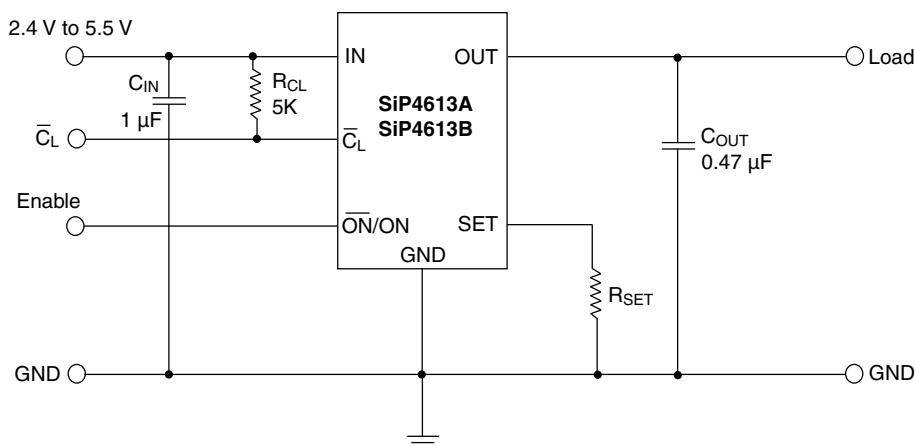 2.4 V to 5.5 V
IN
OUT
Load
C_IN
1 µF
R_CL
5K
SiP4613A
SiP4613B
C̅_L
C̅_L
C_OUT
0.47 µF
Enable
O̅N̅/ON
SET
GND
R_SET
GND
GND